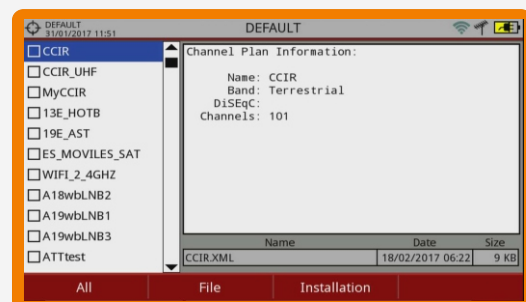 DEFAULT
31/01/2017 11:51
DEFAULT
CCIR
CCIR_UHF
MyCCIR
13E_HOTB
19E_AST
ES_MOVILES_SAT
WIFI_2_4GHZ
A18wbLNB2
A19wbLNB1
A19wbLNB3
ATTtest
Channel Plan Information:
Name: CCIR
Band: Terrestrial
DiSEqC:
Channels: 101
Name Date Size
CCIR.XML 18/02/2017 06:22 9 KB
All File Installation